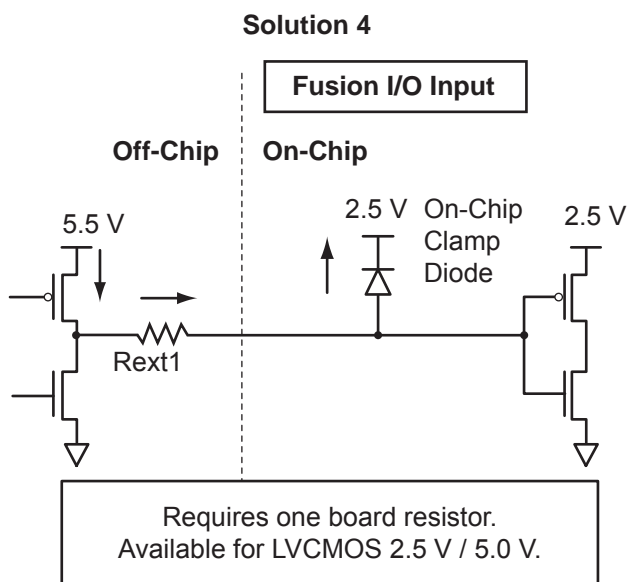 Solution 4
Fusion I/O Input
Off-Chip
On-Chip
5.5 V
2.5 V
On-Chip
Clamp
Diode
2.5 V
Rext1
Requires one board resistor.
Available for LVCMOS 2.5 V / 5.0 V.